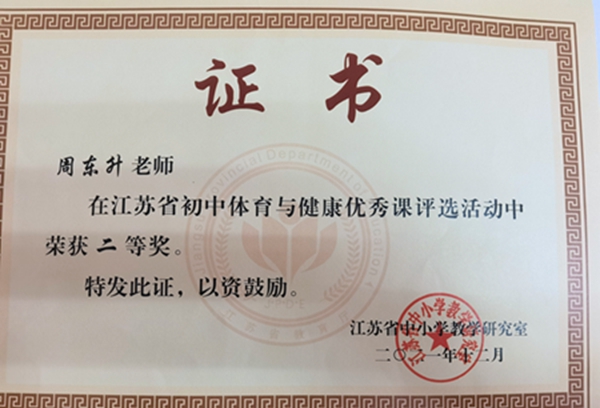 证书
周东升老师
在江苏省初中体育与健康优秀课评选活动中
荣获二等奖。
特发此证，以资鼓励。
江苏省中小学教学研究室
二〇二一年十二月